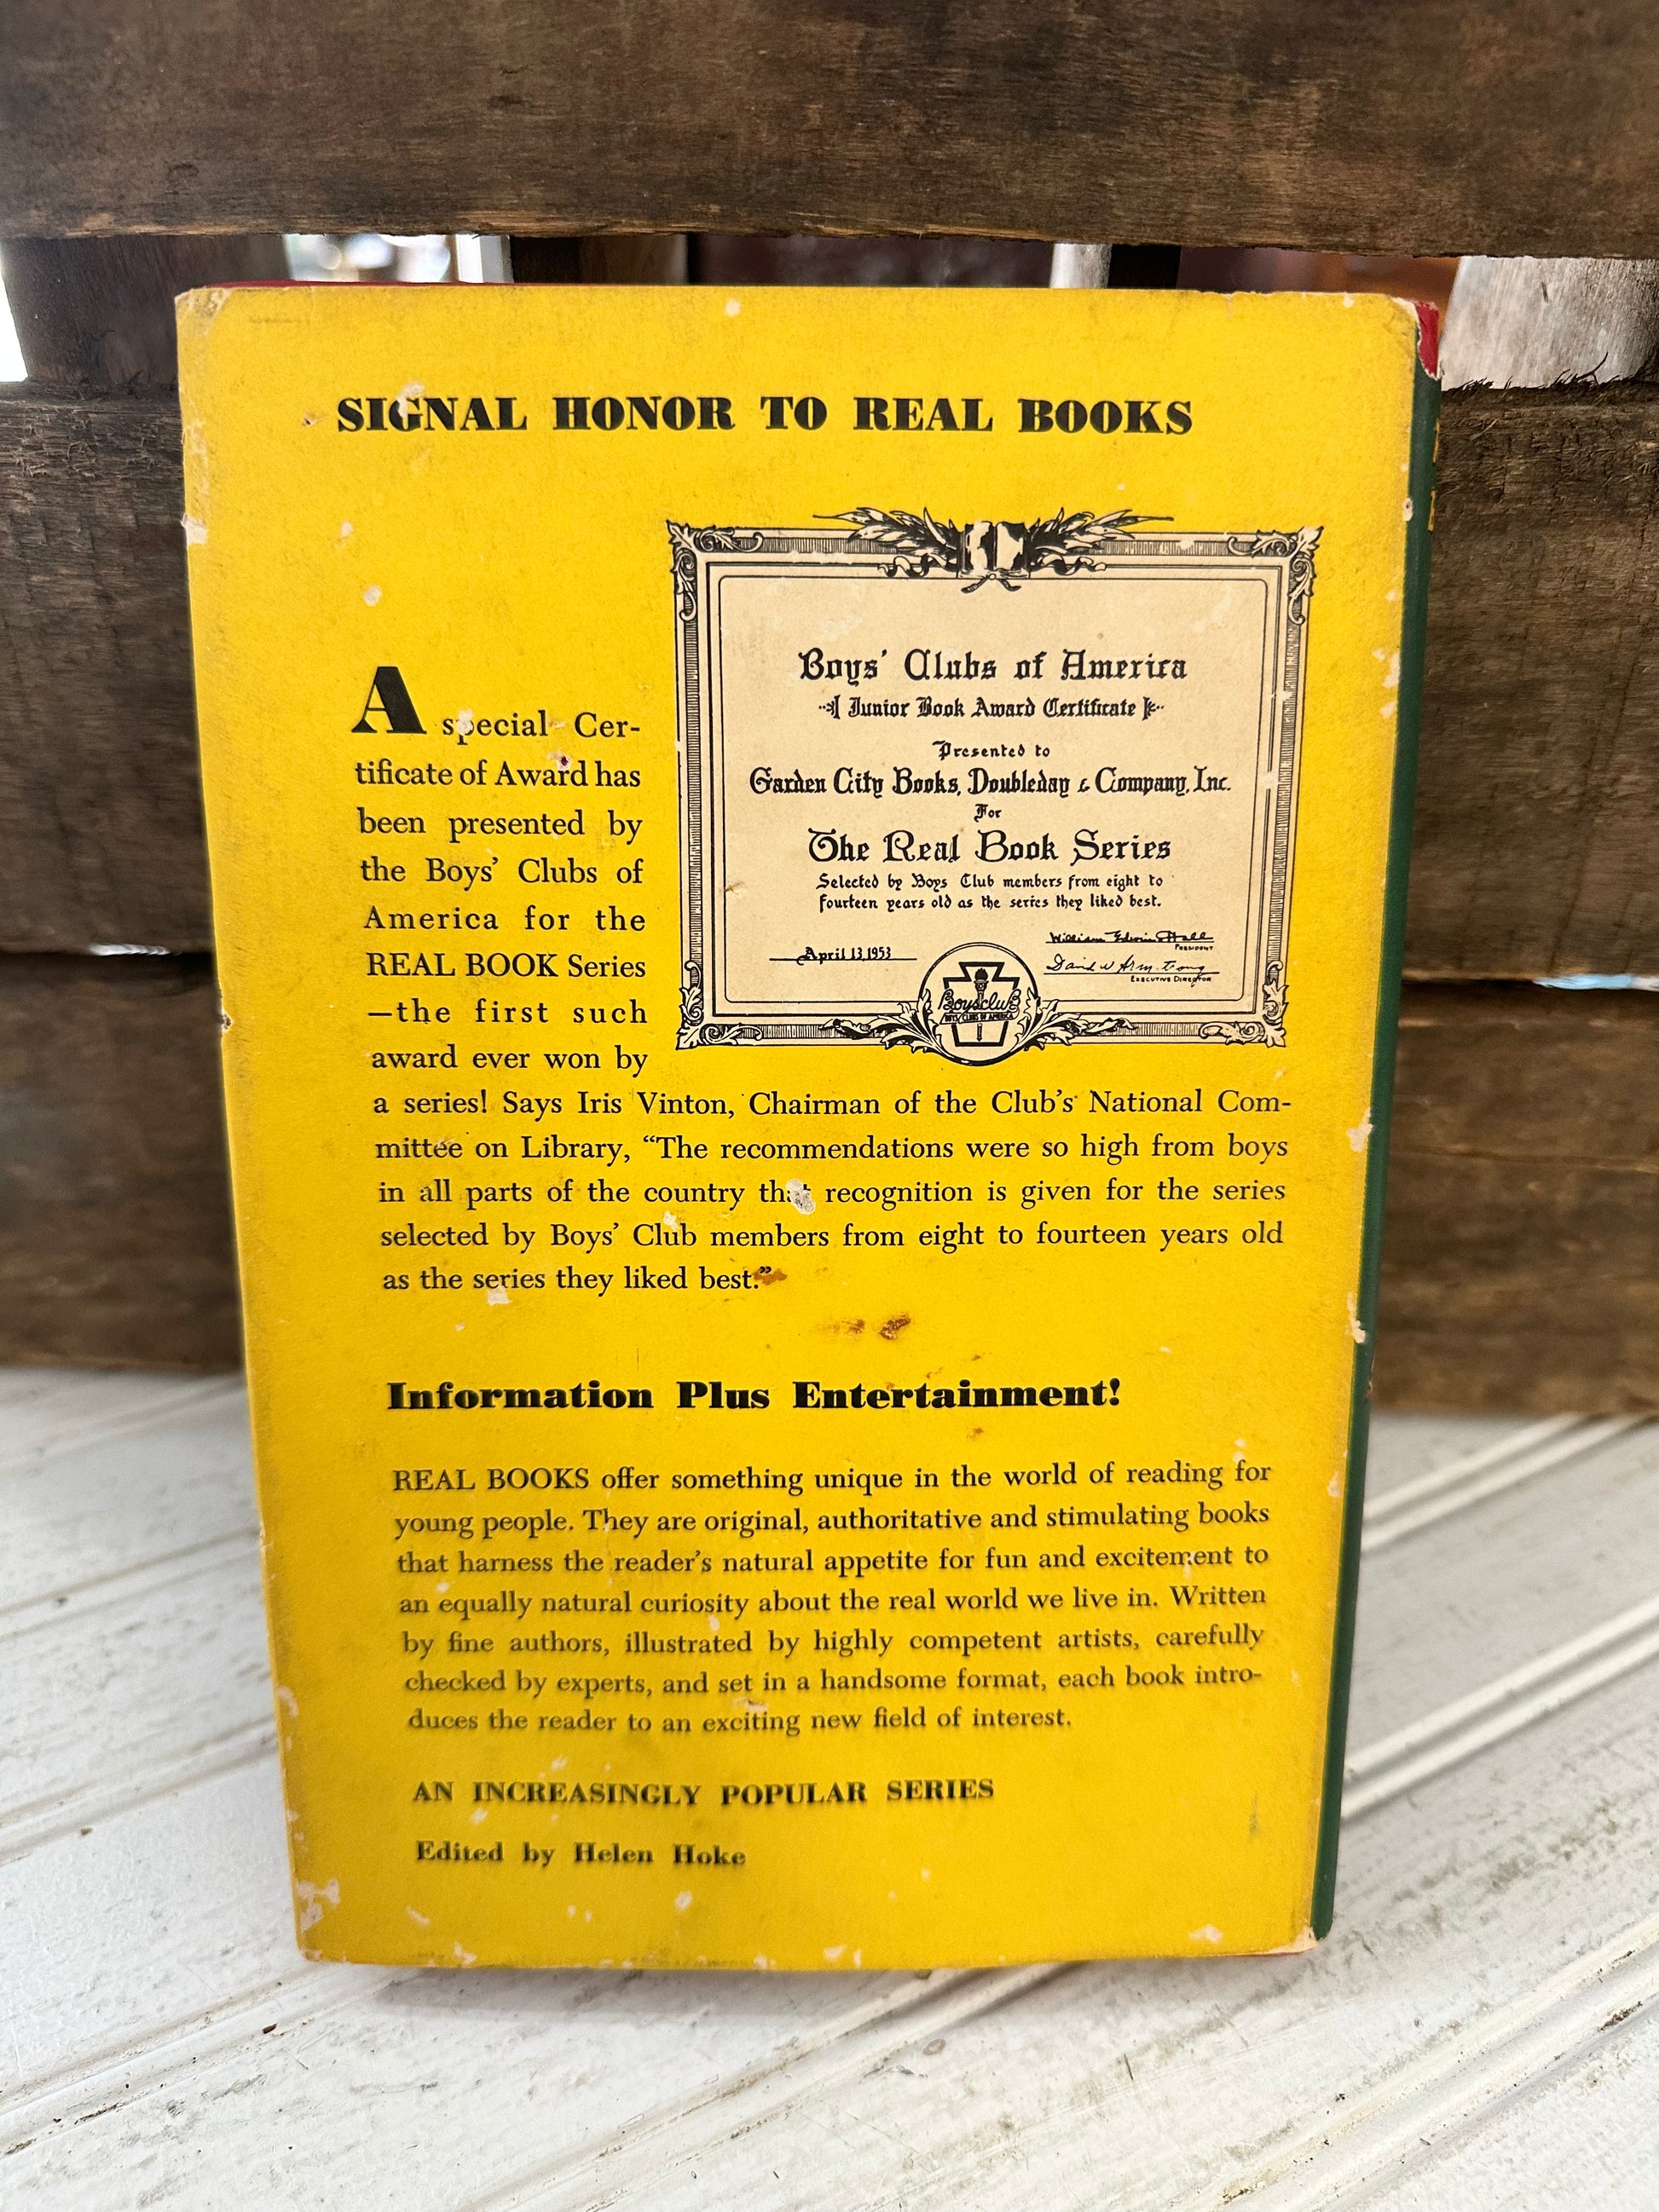 SIGNAL HONOR TO REAL BOOKS
A special Cer-
tificate of Award has
been presented by
the Boys' Clubs of
America for the
REAL BOOK Series
—the first such
award ever won by
a series! Says Iris Vinton, Chairman of the Club's National Com-
mittee on Library, “The recommendations were so high from boys
in all parts of the country that recognition is given for the series
selected by Boys' Club members from eight to fourteen years old
as the series they liked best.”
Boys' Clubs of America
Junior Book Award Certificate
Presented to
Garden City Books, Doubleday & Company, Inc.
For
The Real Book Series
Selected by Boys Club members from eight to
fourteen years old as the series they liked best.
April 13, 1953
William Edwin Hall
PRESIDENT
David W Armstrong
EXECUTIVE DIRECTOR
Boysclub
BOYS' CLUBS OF AMERICA
Information Plus Entertainment!
REAL BOOKS offer something unique in the world of reading for
young people. They are original, authoritative and stimulating books
that harness the reader's natural appetite for fun and excitement to
an equally natural curiosity about the real world we live in. Written
by fine authors, illustrated by highly competent artists, carefully
checked by experts, and set in a handsome format, each book intro-
duces the reader to an exciting new field of interest.
AN INCREASINGLY POPULAR SERIES
Edited by Helen Hoke